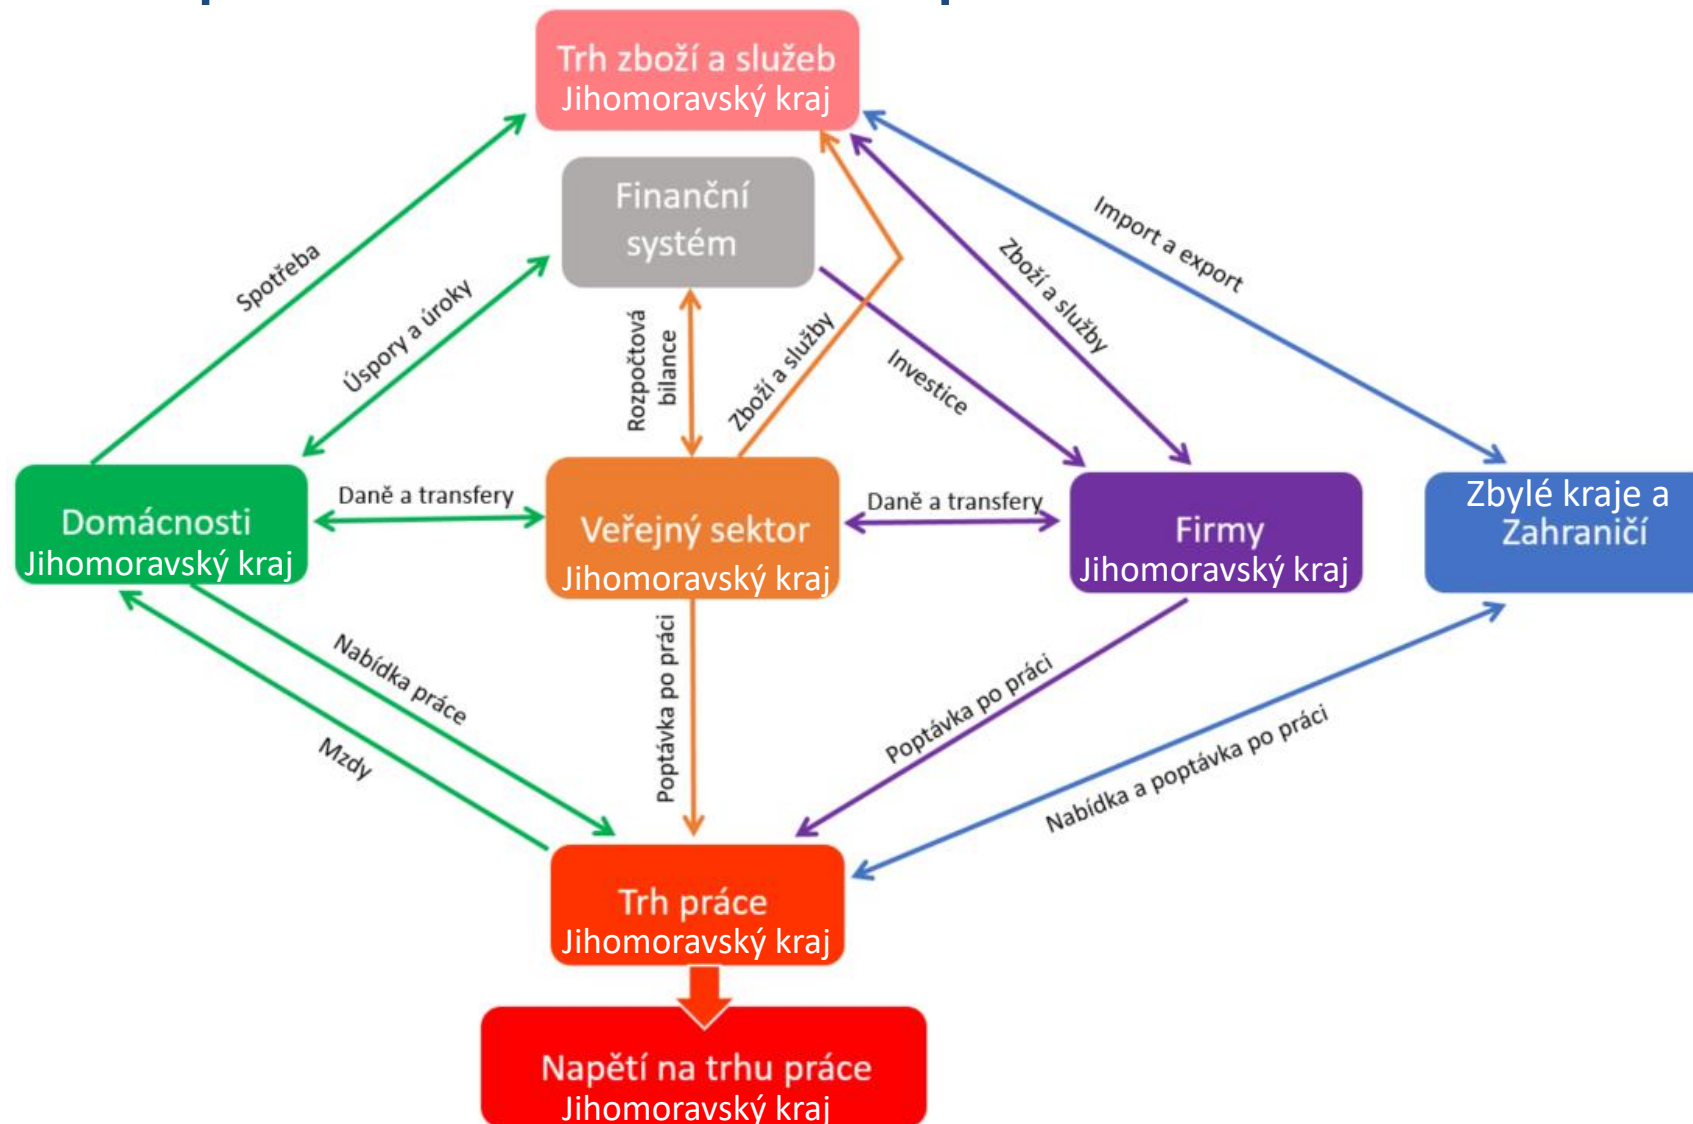 Trh zboží a služeb
Jihomoravský kraj
Finanční
systém
Spotřeba
Úspory a úroky
Rozpočtová
bilance
Zboží a služby
Investice
Zboží a služby
Import a export
Domácnosti
Jihomoravský kraj
Daně a transfery
Veřejný sektor
Jihomoravský kraj
Daně a transfery
Firmy
Jihomoravský kraj
Zbylé kraje a
Zahraničí
Nabídka práce
Mzdy
Poptávka po práci
Poptávka po práci
Nabídka a poptávka po práci
Trh práce
Jihomoravský kraj
Napětí na trhu práce
Jihomoravský kraj